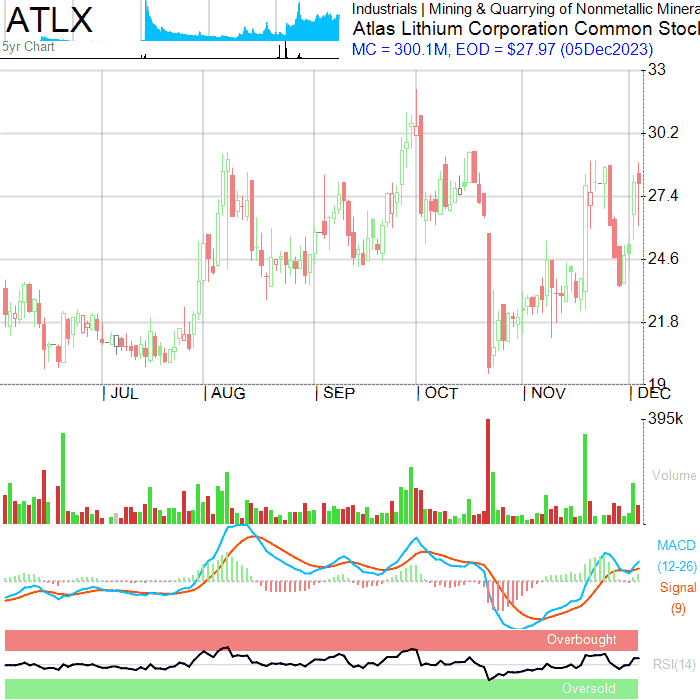 ATLX
5yr Chart
Industrials | Mining & Quarrying of Nonmetallic Minera
Atlas Lithium Corporation Common Stock
MC = 300.1M, EOD = $27.97 (05Dec2023)
33
30.2
27.4
24.6
21.8
19
JUL AUG SEP OCT NOV DEC
395k
Volume
MACD
(12-26)
Signal
(9)
Overbought
RSI(14)
Oversold